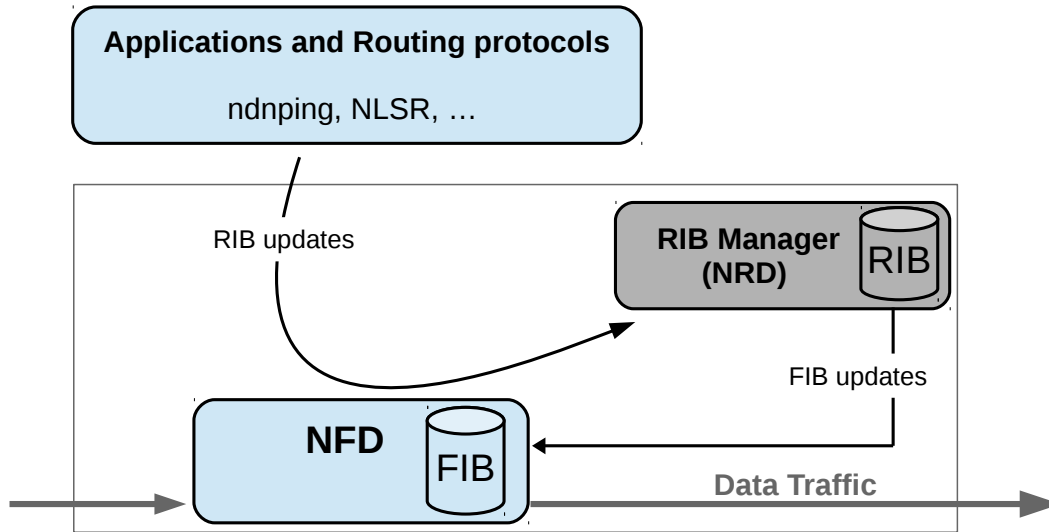 Applications and Routing protocols
ndnping, NLSR, …
RIB updates
RIB Manager
(NRD)
RIB
FIB updates
NFD
FIB
Data Traffic